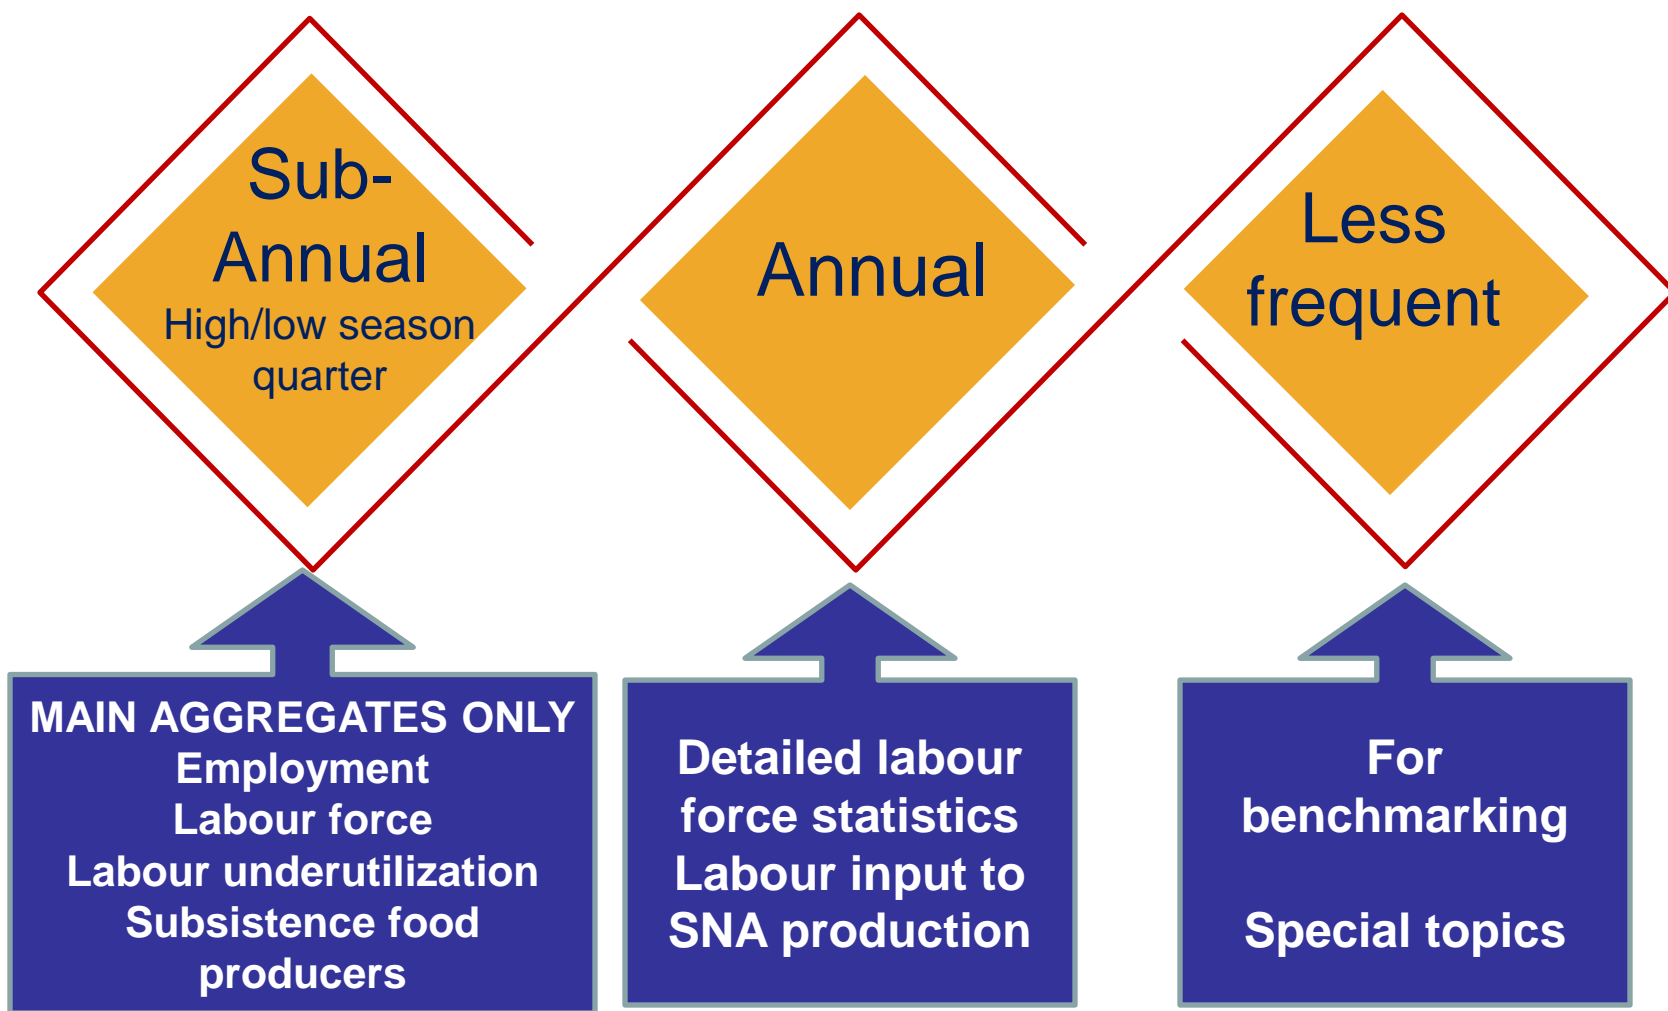 Sub-
Annual
High/low season
quarter
Annual
Less
frequent
MAIN AGGREGATES ONLY
Employment
Labour force
Labour underutilization
Subsistence food
producers
Detailed labour
force statistics
Labour input to
SNA production
For
benchmarking
Special topics